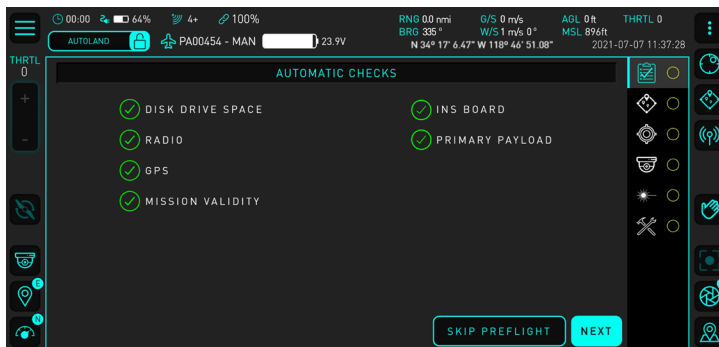 00:00 64% 4+ 100% RNG 0.0 nmi G/S 0 m/s AGL 0 ft THRTL 0
AUTOLAND PA00454 - MAN 23.9V BRG 335 ° W/S 1 m/s 0° MSL 896ft
N 34° 17' 6.47" W 118° 46' 51.08" 2021-07-07 11:37:28
THRTL
0
+
-
AUTOMATIC CHECKS
DISK DRIVE SPACE INS BOARD
RADIO PRIMARY PAYLOAD
GPS
MISSION VALIDITY
E
N
SKIP PREFLIGHT NEXT